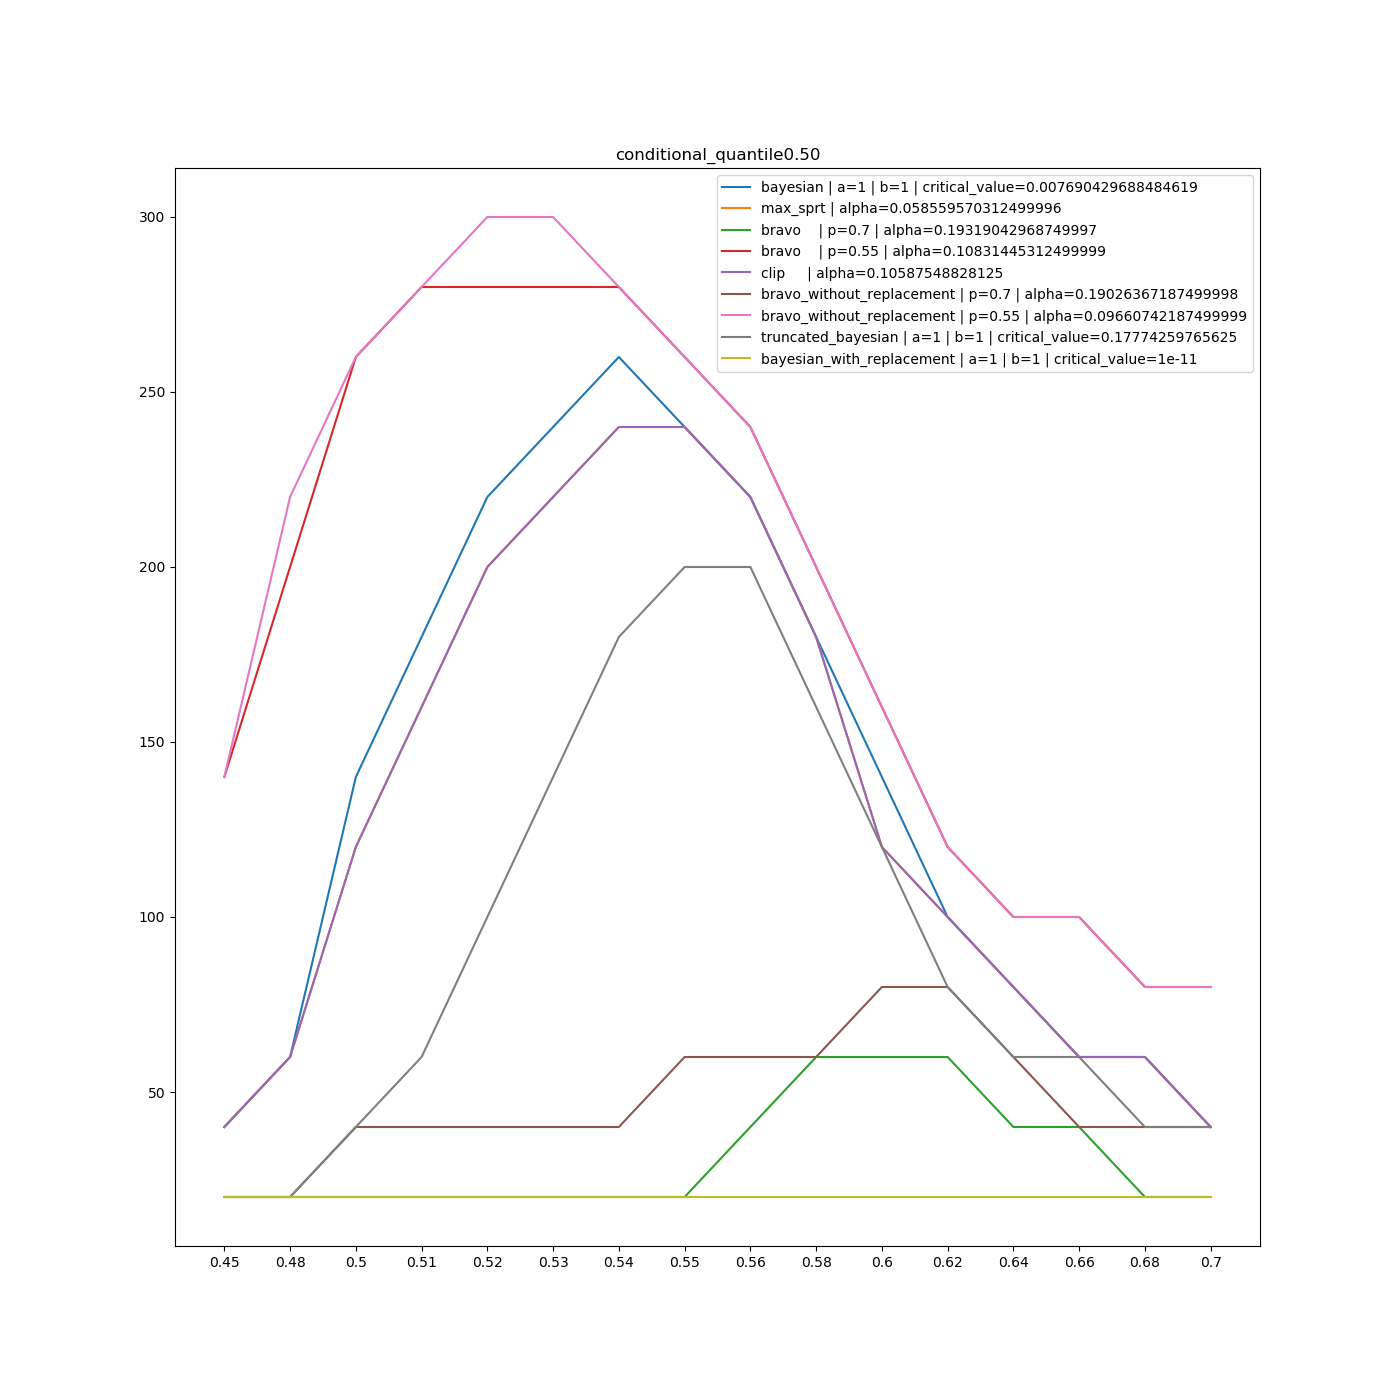 conditional_quantile0.50
bayesian | a=1 | b=1 | critical_value=0.007690429688484619
max_sprt | alpha=0.058559570312499996
bravo    | p=0.7 | alpha=0.19319042968749997
bravo    | p=0.55 | alpha=0.10831445312499999
clip     | alpha=0.10587548828125
bravo_without_replacement | p=0.7 | alpha=0.19026367187499998
bravo_without_replacement | p=0.55 | alpha=0.09660742187499999
truncated_bayesian | a=1 | b=1 | critical_value=0.17774259765625
bayesian_with_replacement | a=1 | b=1 | critical_value=1e-11
300
250
200
150
100
50
0.45 0.48 0.5 0.51 0.52 0.53 0.54 0.55 0.56 0.58 0.6 0.62 0.64 0.66 0.68 0.7